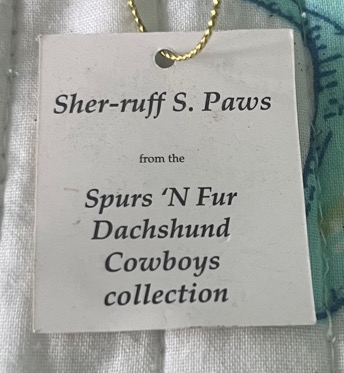 Sher-ruff S. Paws
from the
Spurs ‘N Fur
Dachshund
Cowboys
collection